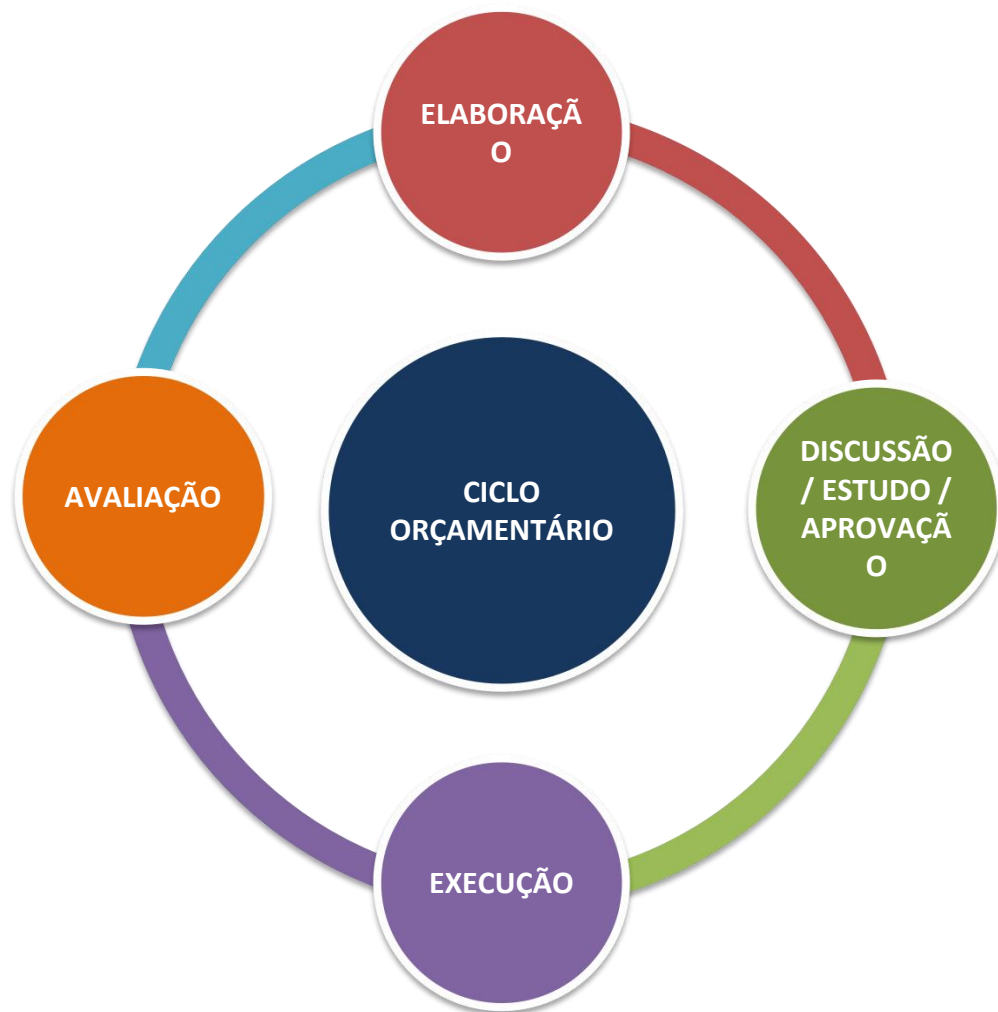 ELABORAÇÃ
O
DISCUSSÃO
/ ESTUDO /
APROVAÇÃ
O
AVALIAÇÃO
CICLO
ORÇAMENTÁRIO
EXECUÇÃO